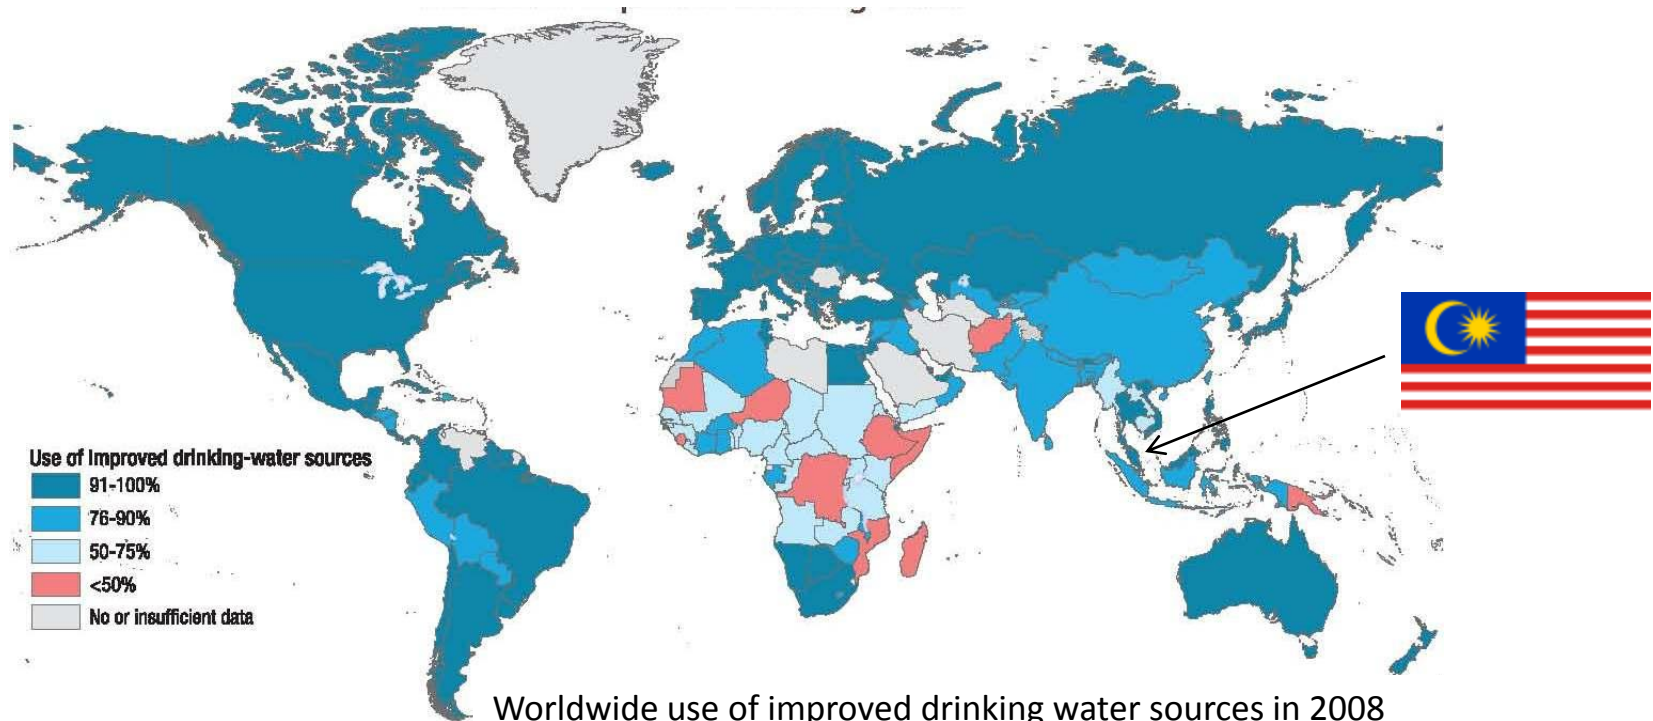 Use of Improved drinking-water sources
91-100%
76-90%
50-75%
<50%
No or insufficient data
Worldwide use of improved drinking water sources in 2008